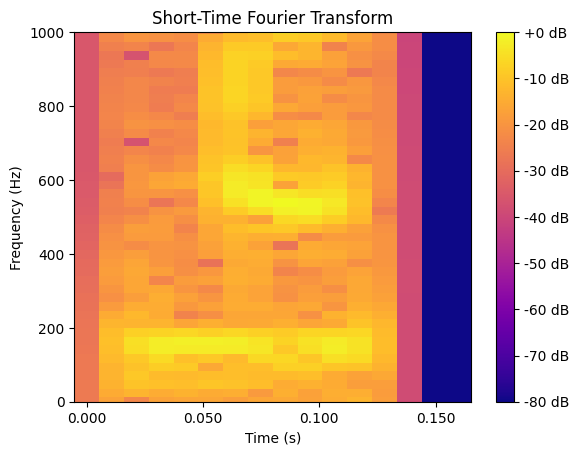 Short-Time Fourier Transform
1000
800
600
400
200
0
Frequency (Hz)
0.000
0.050
0.100
0.150
Time (s)
+0 dB
-10 dB
-20 dB
-30 dB
-40 dB
-50 dB
-60 dB
-70 dB
-80 dB